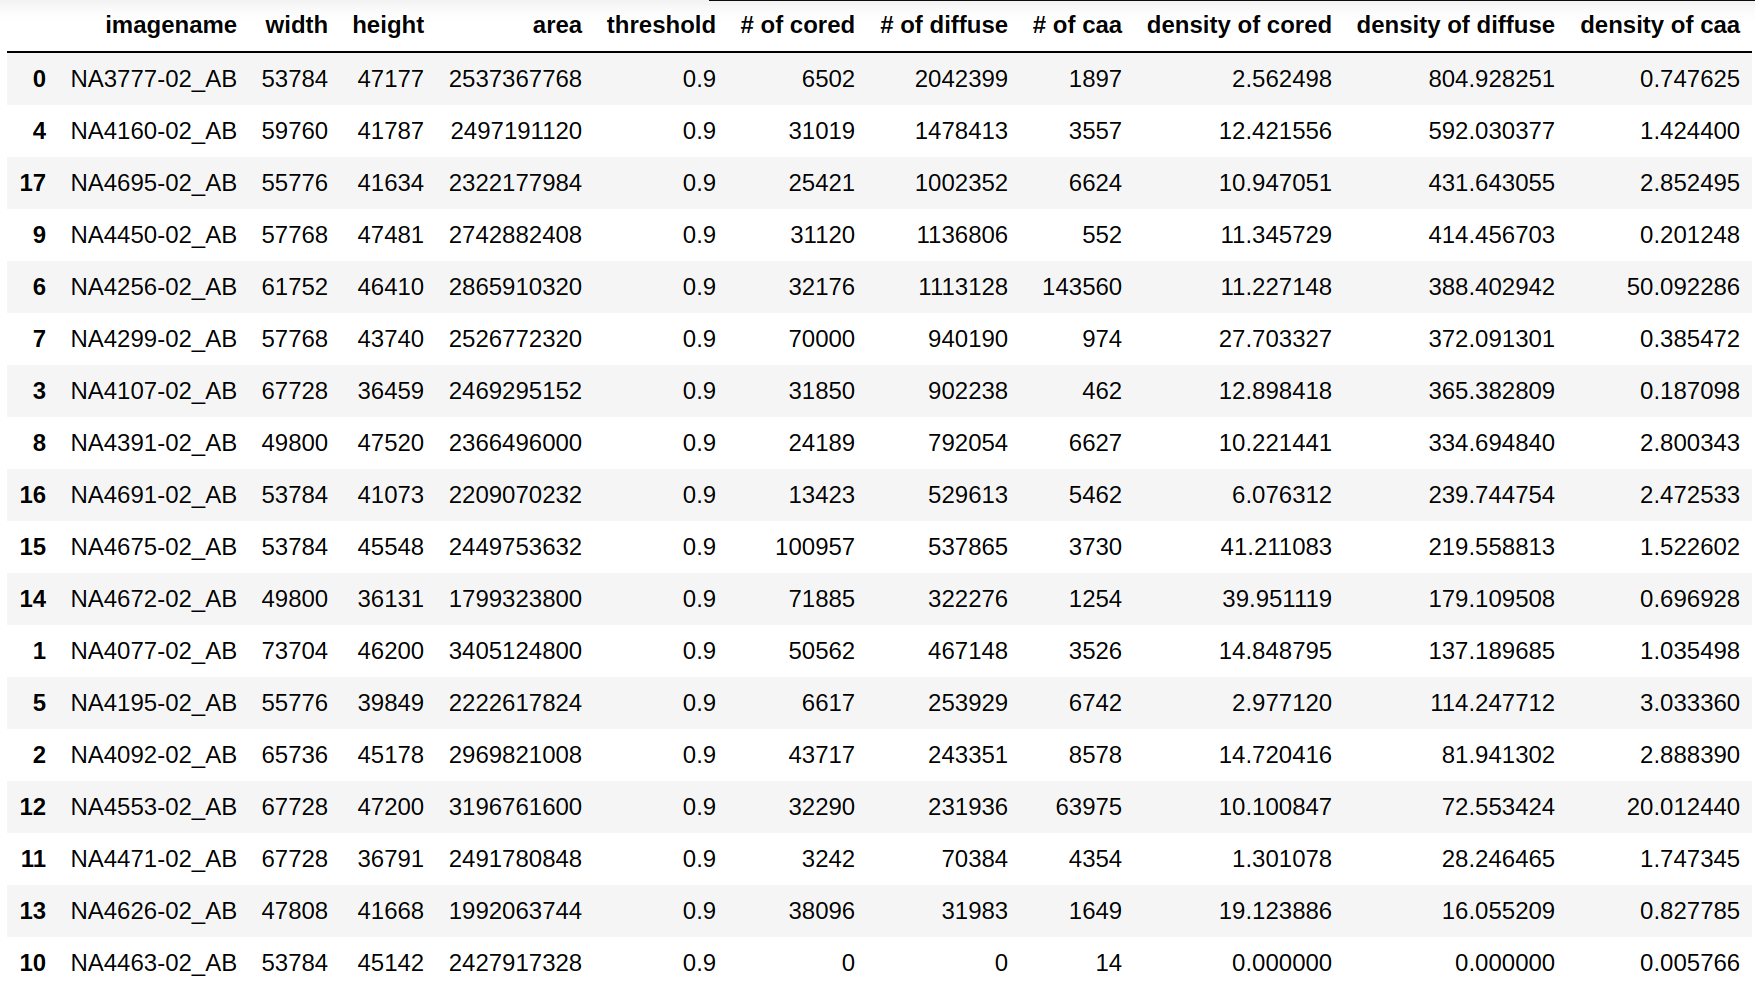 imagename width height area threshold # of cored # of diffuse # of caa density of cored density of diffuse density of caa
0 NA3777-02_AB 53784 47177 2537367768 0.9 6502 2042399 1897 2.562498 804.928251 0.747625
4 NA4160-02_AB 59760 41787 2497191120 0.9 31019 1478413 3557 12.421556 592.030377 1.424400
17 NA4695-02_AB 55776 41634 2322177984 0.9 25421 1002352 6624 10.947051 431.643055 2.852495
9 NA4450-02_AB 57768 47481 2742882408 0.9 31120 1136806 552 11.345729 414.456703 0.201248
6 NA4256-02_AB 61752 46410 2865910320 0.9 32176 1113128 143560 11.227148 388.402942 50.092286
7 NA4299-02_AB 57768 43740 2526772320 0.9 70000 940190 974 27.703327 372.091301 0.385472
3 NA4107-02_AB 67728 36459 2469295152 0.9 31850 902238 462 12.898418 365.382809 0.187098
8 NA4391-02_AB 49800 47520 2366496000 0.9 24189 792054 6627 10.221441 334.694840 2.800343
16 NA4691-02_AB 53784 41073 2209070232 0.9 13423 529613 5462 6.076312 239.744754 2.472533
15 NA4675-02_AB 53784 45548 2449753632 0.9 100957 537865 3730 41.211083 219.558813 1.522602
14 NA4672-02_AB 49800 36131 1799323800 0.9 71885 322276 1254 39.951119 179.109508 0.696928
1 NA4077-02_AB 73704 46200 3405124800 0.9 50562 467148 3526 14.848795 137.189685 1.035498
5 NA4195-02_AB 55776 39849 2222617824 0.9 6617 253929 6742 2.977120 114.247712 3.033360
2 NA4092-02_AB 65736 45178 2969821008 0.9 43717 243351 8578 14.720416 81.941302 2.888390
12 NA4553-02_AB 67728 47200 3196761600 0.9 32290 231936 63975 10.100847 72.553424 20.012440
11 NA4471-02_AB 67728 36791 2491780848 0.9 3242 70384 4354 1.301078 28.246465 1.747345
13 NA4626-02_AB 47808 41668 1992063744 0.9 38096 31983 1649 19.123886 16.055209 0.827785
10 NA4463-02_AB 53784 45142 2427917328 0.9 0 0 14 0.000000 0.000000 0.005766